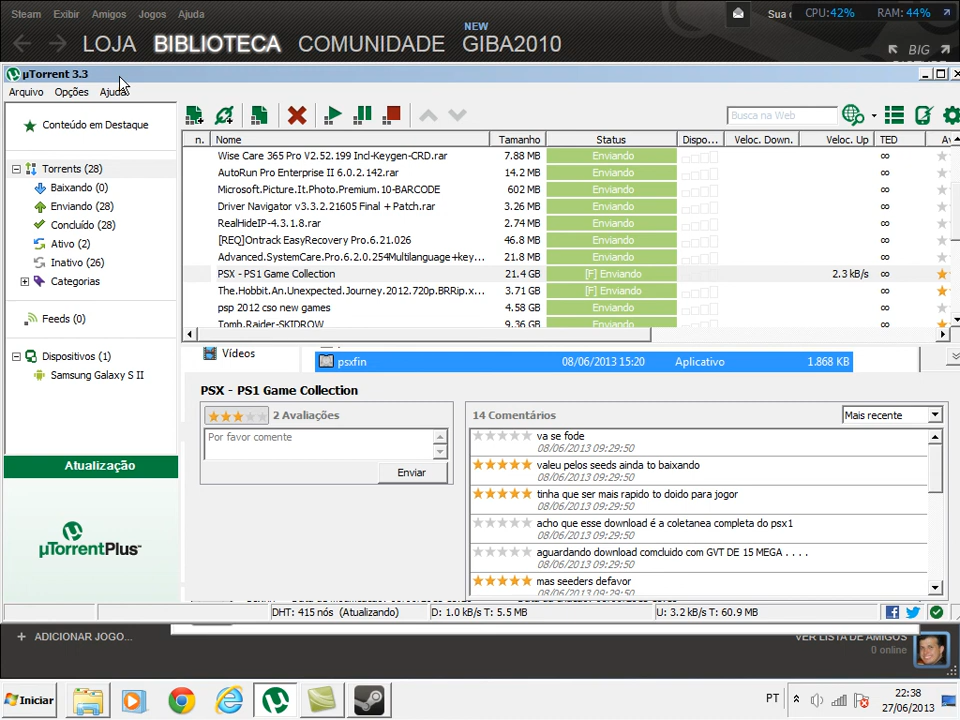 Steam Exibir Amigos Jogos Ajuda
Sua CPU:42% RAM: 44%
LOJA BIBLIOTECA COMUNIDADE NEW GIBA2010
BIG
µTorrent 3.3
Arquivo Opções Ajuda
Conteúdo em Destaque
Busca na Web
n. Nome Tamanho Status Dispo... Veloc. Down. Veloc. Up TED
Wise Care 365 Pro V2.52.199 Incl-Keygen-CRD.rar 7.88 MB Enviando ∞
AutoRun Pro Enterprise II 6.0.2.142.rar 14.2 MB Enviando ∞
Microsoft.Picture.It.Photo.Premium.10-BARCODE 602 MB Enviando ∞
Driver Navigator v3.3.2.21605 Final + Patch.rar 3.26 MB Enviando ∞
RealHideIP-4.3.1.8.rar 2.74 MB Enviando ∞
[REQ]Ontrack EasyRecovery Pro.6.21.026 46.8 MB Enviando ∞
Advanced.SystemCare.Pro.6.2.0.254Multilanguage+key... 21.8 MB Enviando ∞
PSX - PS1 Game Collection 21.4 GB [F] Enviando 2.3 kB/s ∞
The.Hobbit.An.Unexpected.Journey.2012.720p.BRRip.x... 3.71 GB [F] Enviando ∞
psp 2012 cso new games 4.58 GB Enviando ∞
Tomb.Raider-SKIDROW 9.36 GB Enviando ∞
Torrents (28)
Baixando (0)
Enviando (28)
Concluído (28)
Ativo (2)
Inativo (26)
Categorias
Feeds (0)
Dispositivos (1)
Samsung Galaxy S II
Atualização
µTorrentPlus
Vídeos
psxfin 08/06/2013 15:20 Aplicativo 1.868 KB
PSX - PS1 Game Collection
2 Avaliações
Por favor comente
Enviar
14 Comentários
Mais recente
va se fode
08/06/2013 09:29:50
valeu pelos seeds ainda to baixando
08/06/2013 09:29:50
tinha que ser mais rapido to doido para jogor
08/06/2013 09:29:50
acho que esse download é a coletanea completa do psx1
08/06/2013 09:29:50
aguardando download comcluido com GVT DE 15 MEGA . . . .
08/06/2013 09:29:50
mas seeders defavor
08/06/2013 09:29:50
DHT: 415 nós (Atualizando) D: 1.0 kB/s T: 5.5 MB U: 3.2 kB/s T: 60.9 MB
+ ADICIONAR JOGO...
VER LISTA DE AMIGOS
0 online
Iniciar
PT
22:38
27/06/2013